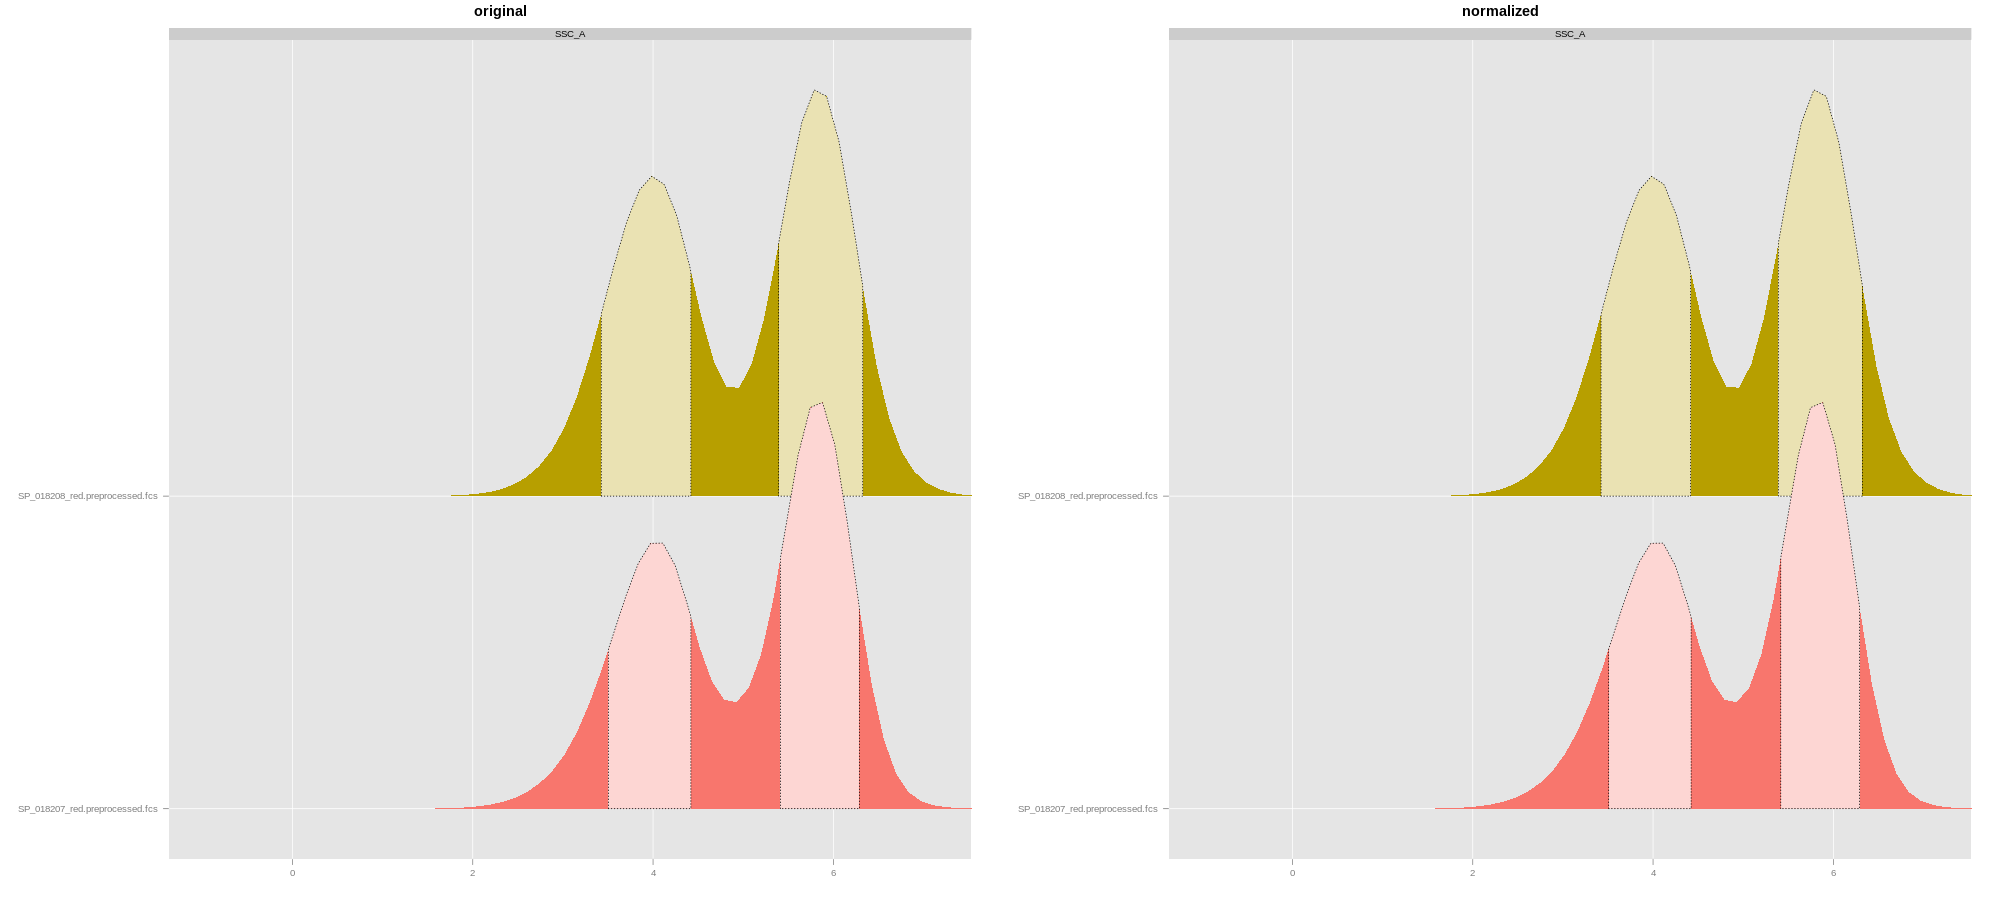 original
SSC_A
SP_018208_red.preprocessed.fcs
SP_018207_red.preprocessed.fcs
0 2 4 6
normalized
SSC_A
SP_018208_red.preprocessed.fcs
SP_018207_red.preprocessed.fcs
0 2 4 6